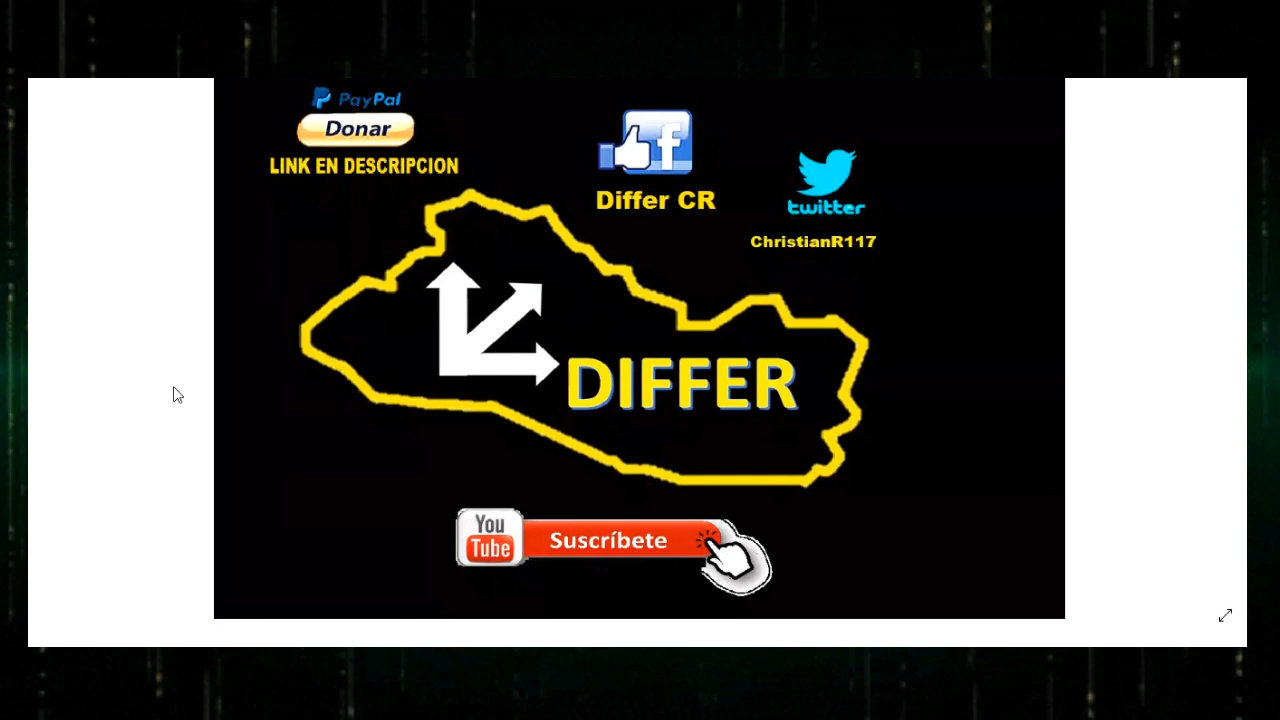 PayPal
Donar
LINK EN DESCRIPCION
Differ CR
twitter
ChristianR117
DIFFER
You
Tube
Suscríbete